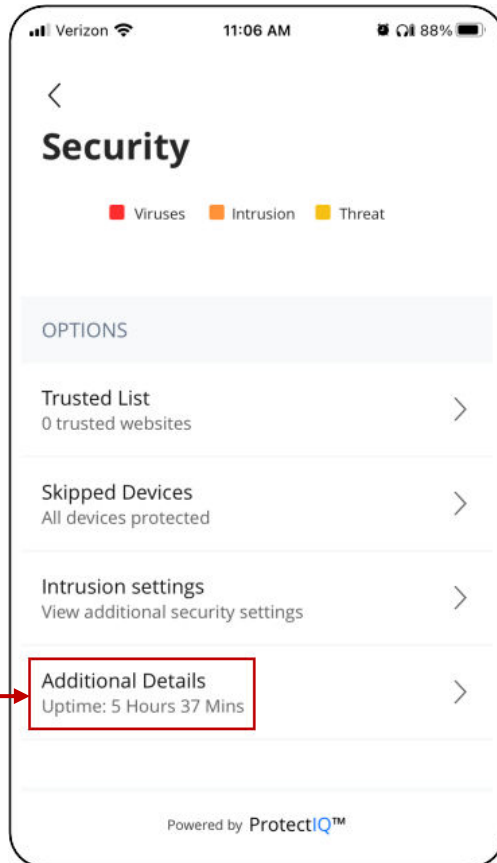 Verizon 11:06 AM 88%
Security
Viruses Intrusion Threat
OPTIONS
Trusted List
0 trusted websites
Skipped Devices
All devices protected
Intrusion settings
View additional security settings
Additional Details
Uptime: 5 Hours 37 Mins
Powered by ProtectIQ™